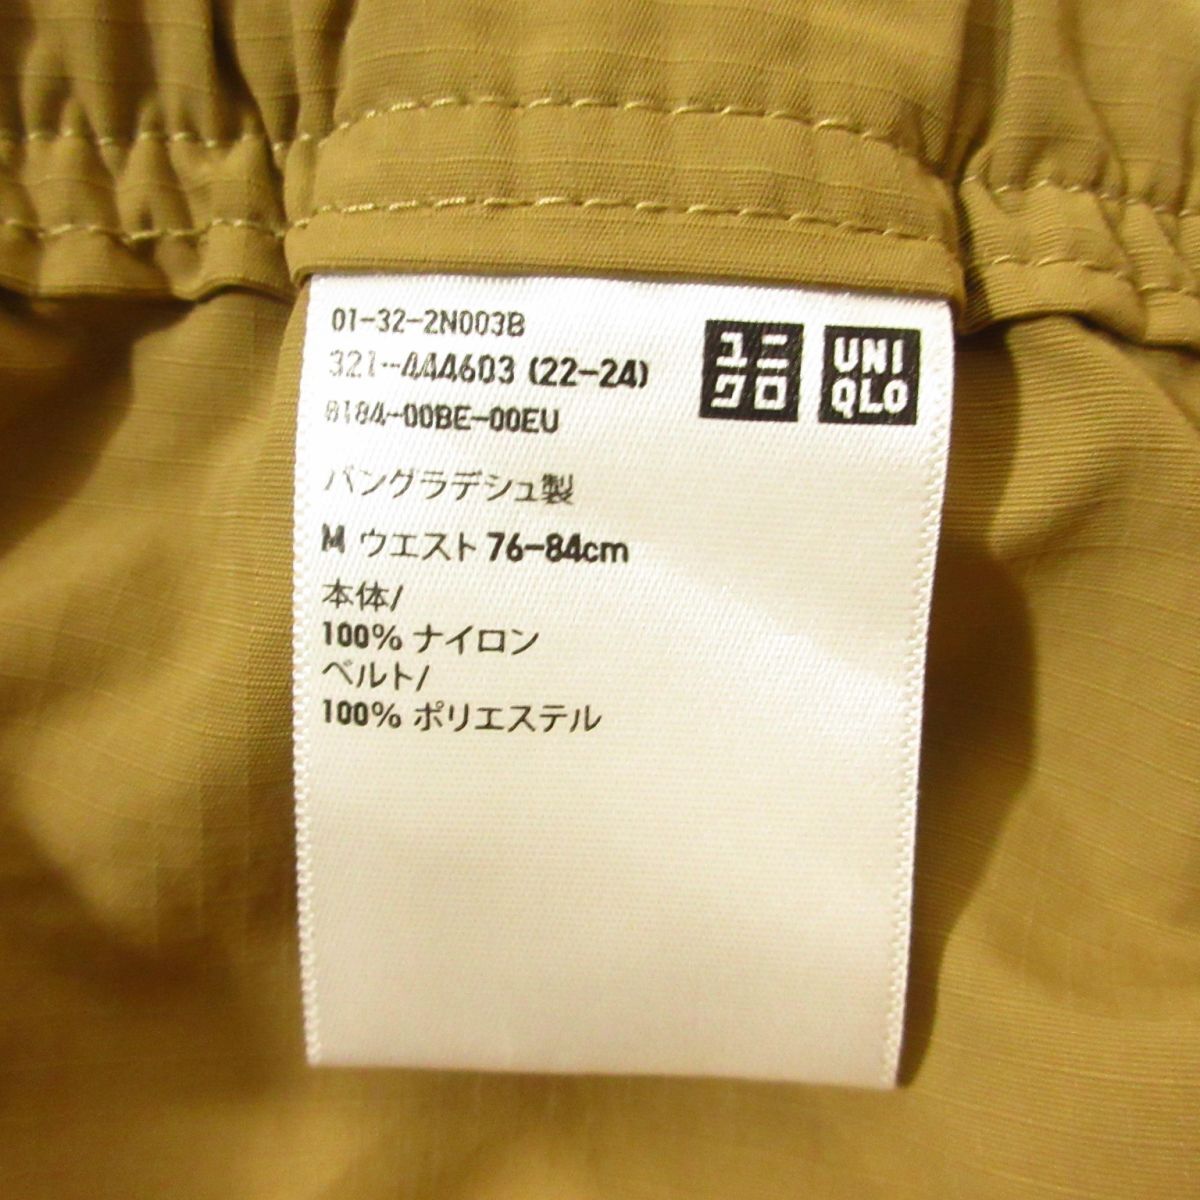 01-32-2N003B
321-444603 (22-24)
0184-00BE-00EU
バングラデシュ製
M ウエスト 76-84cm
本体/
100% ナイロン
ベルト/
100% ポリエステル
ユニ
クロ
UNI
QLO